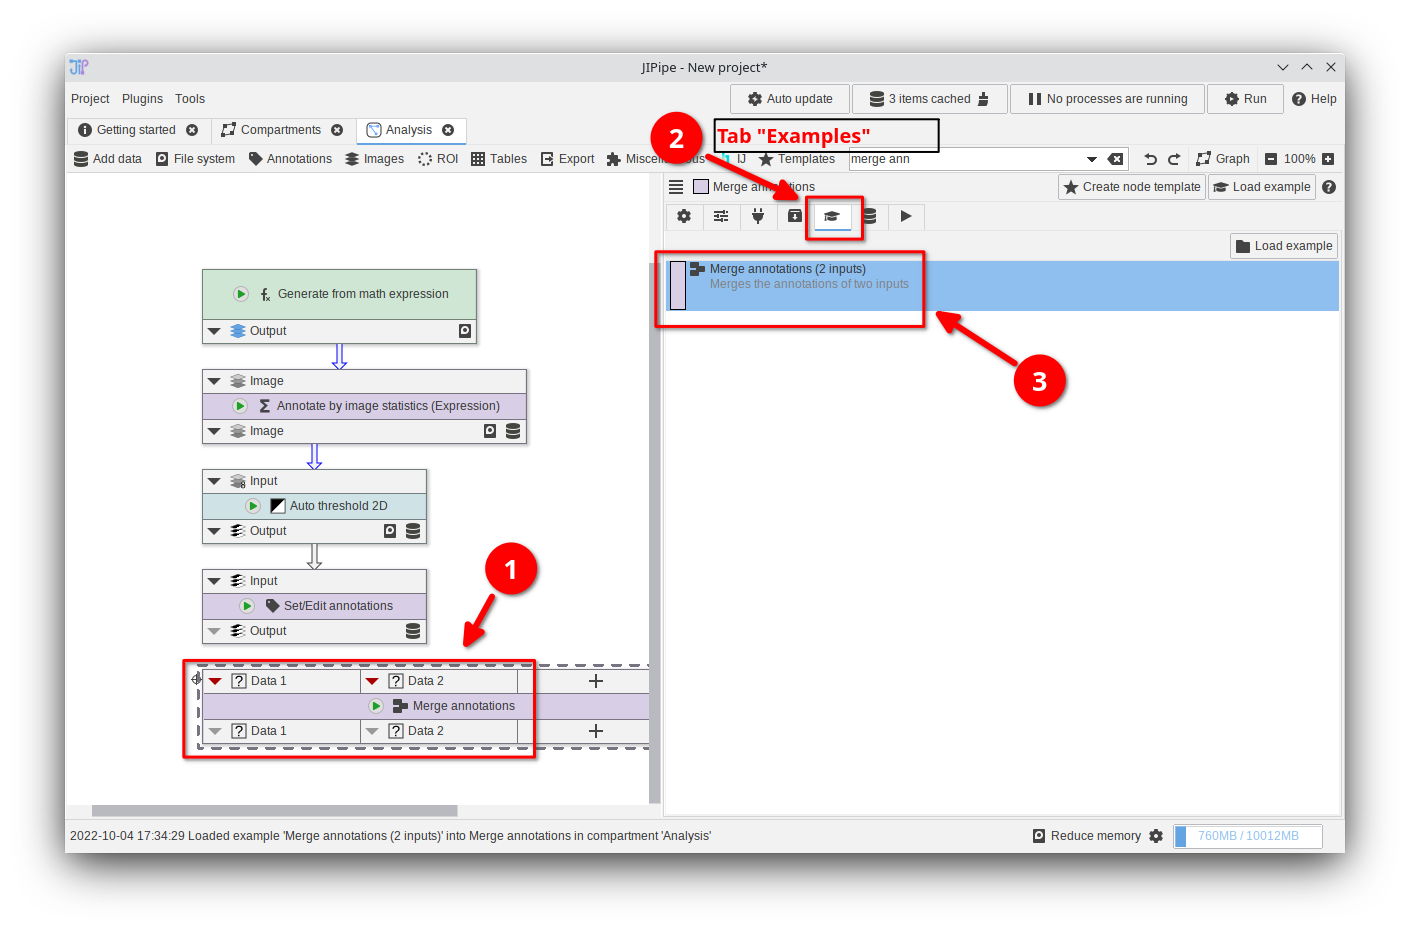 JIPipe - New project*
Project Plugins Tools
Auto update
3 items cached
No processes are running
Run
Help
Getting started
Compartments
Analysis
2
Tab "Examples"
Add data
File system
Annotations
Images
ROI
Tables
Export
IJ
Templates
merge ann
Graph
100%
Merge annotations
Create node template
Load example
Load example
Merge annotations (2 inputs)
Merges the annotations of two inputs
3
Generate from math expression
Output
Image
Annotate by image statistics (Expression)
Image
Input
Auto threshold 2D
Output
1
Input
Set/Edit annotations
Output
Data 1
Data 2
Merge annotations
Data 1
Data 2
2022-10-04 17:34:29 Loaded example 'Merge annotations (2 inputs)' into Merge annotations in compartment 'Analysis'
Reduce memory
760MB / 10012MB